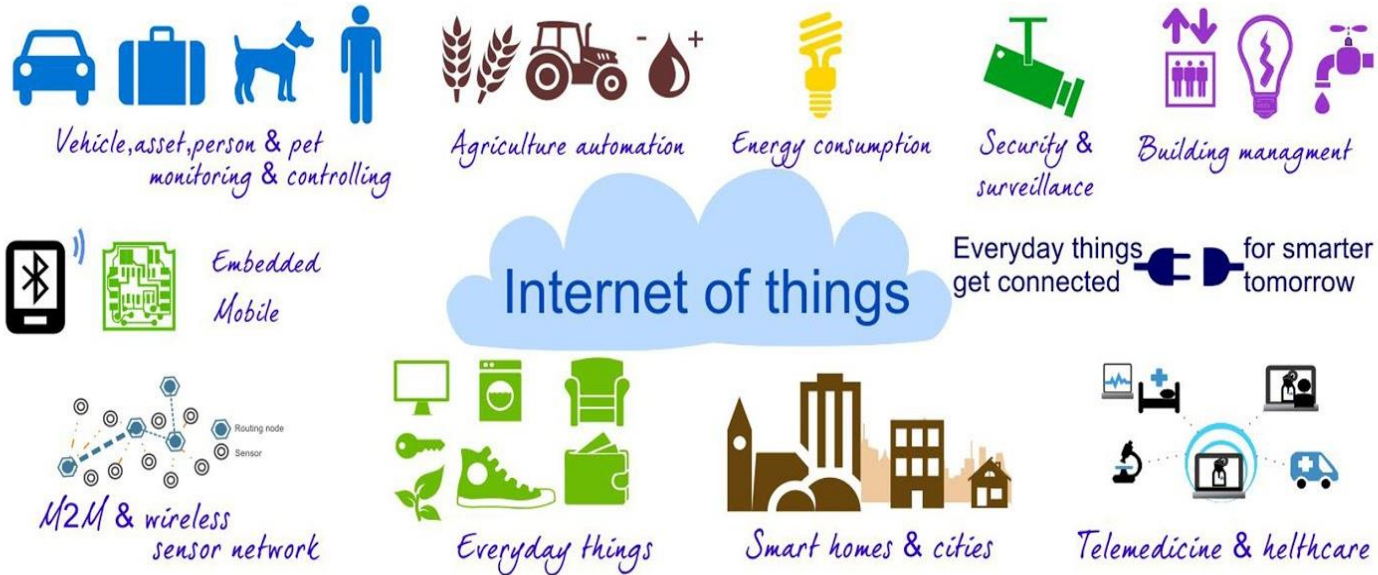 Vehicle,asset,person & pet
monitoring & controlling
Agriculture automation
Energy consumption
Security &
surveillance
Building managment
- +
Embedded
Mobile
Internet of things
Everyday things
get connected
for smarter
tomorrow
Routing node
Sensor
M2M & wireless
sensor network
Everyday things
Smart homes & cities
Telemedicine & helthcare